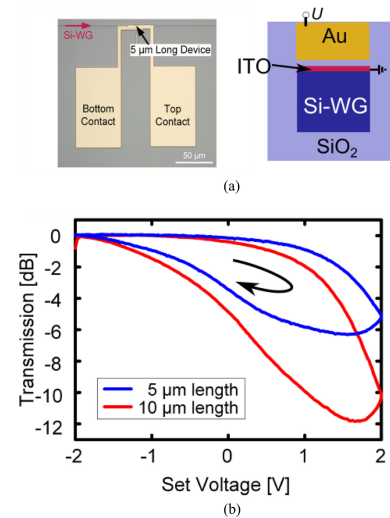 Si-WG
5 µm Long Device
Bottom
Contact
Top
Contact
50 µm
U
Au
ITO
Si-WG
SiO2
(a)
Transmission [dB]
0
-2
-4
-6
-8
-10
-12
5 µm length
10 µm length
-2
-1
0
1
2
Set Voltage [V]
(b)